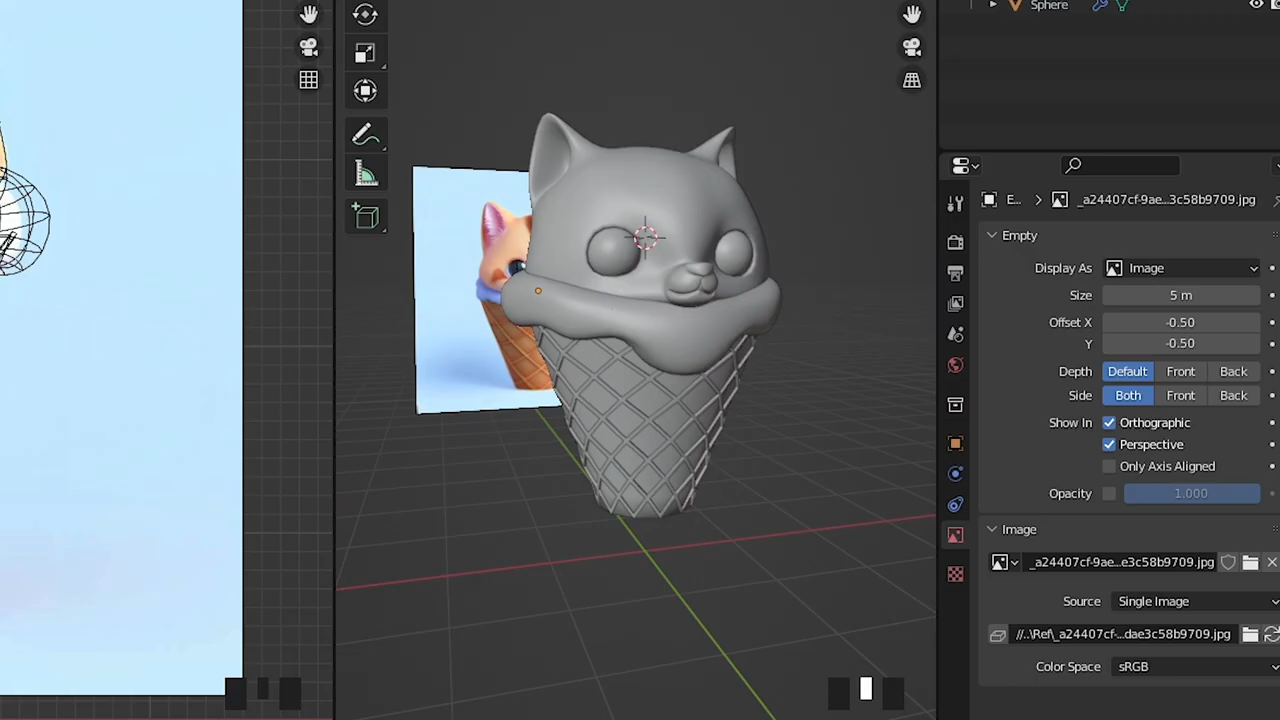 Sphere
E...
_a24407cf-9ae...3c58b9709.jpg
Empty
Display As
Image
Size
5 m
Offset X
-0.50
Y
-0.50
Depth
Default
Front
Back
Side
Both
Front
Back
Show In
Orthographic
Perspective
Only Axis Aligned
Opacity
1.000
Image
_a24407cf-9ae...e3c58b9709.jpg
Source
Single Image
//..\Ref\_a24407cf-...dae3c58b9709.jpg
Color Space
sRGB